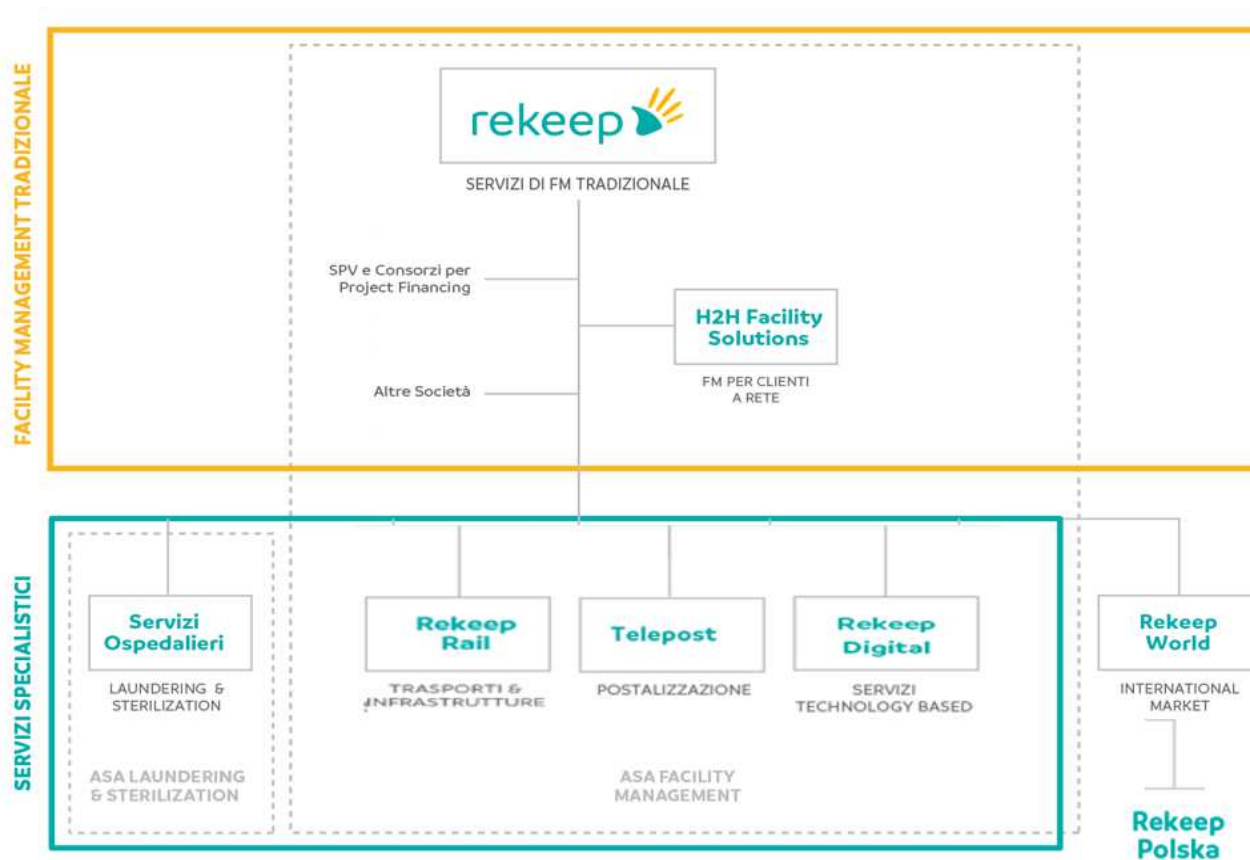 FACILITY MANAGEMENT TRADIZIONALE
rekeep
SERVIZI DI FM TRADIZIONALE
SPV e Consorzi per
Project Financing
H2H Facility
Solutions
FM PER CLIENTI
A RETE
Altre Società
SERVIZI SPECIALISTICI
Servizi
Ospedalieri
LAUNDERING &
STERILIZATION
ASA LAUNDERING
& STERILIZATION
Rekeep
Rail
TRASPORTI &
INFRASTRUTTURE
Telepost
POSTALIZZAZIONE
Rekeep
Digital
SERVIZI
TECHNOLOGY BASED
ASA FACILITY
MANAGEMENT
Rekeep
World
INTERNATIONAL
MARKET
Rekeep
Polska